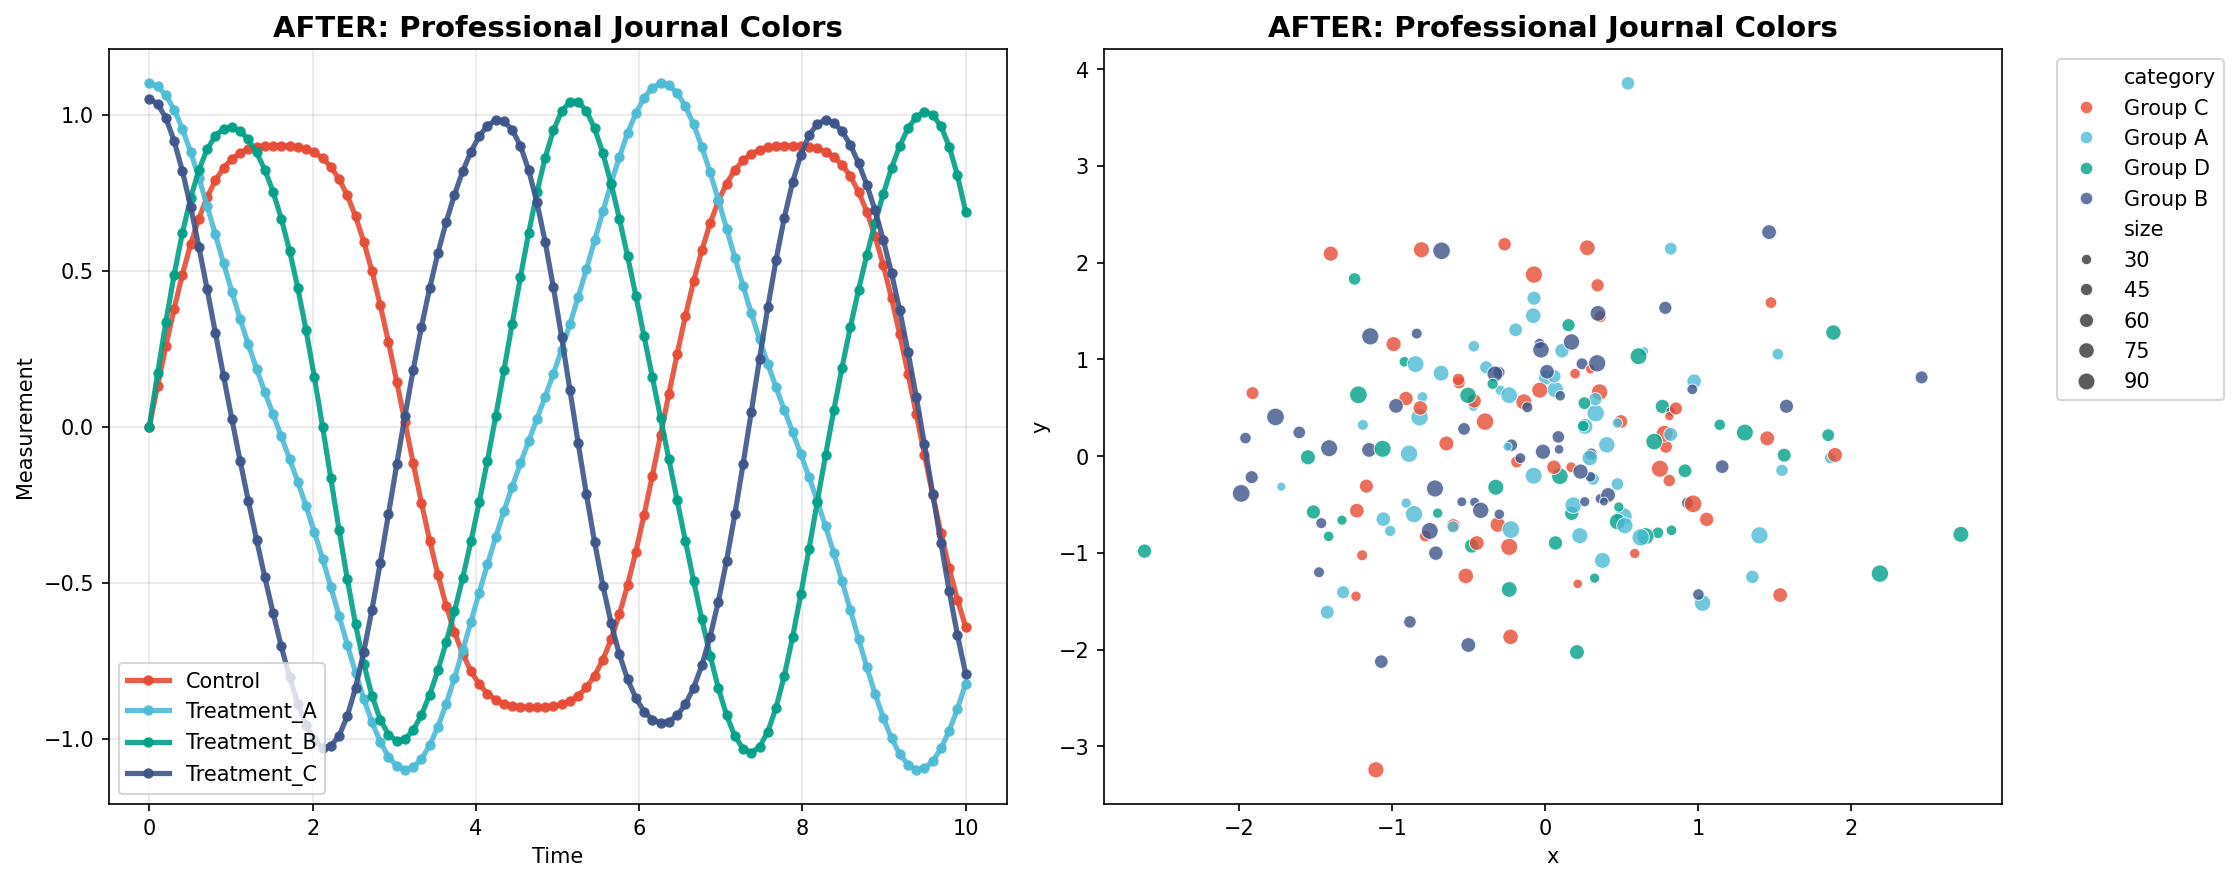 AFTER: Professional Journal Colors
1.0
0.5
0.0
−0.5
−1.0
Measurement
Control
Treatment_A
Treatment_B
Treatment_C
0 2 4 6 8 10
Time
AFTER: Professional Journal Colors
4
3
2
1
0
−1
−2
−3
y
−2 −1 0 1 2
x
category
Group C
Group A
Group D
Group B
size
30
45
60
75
90